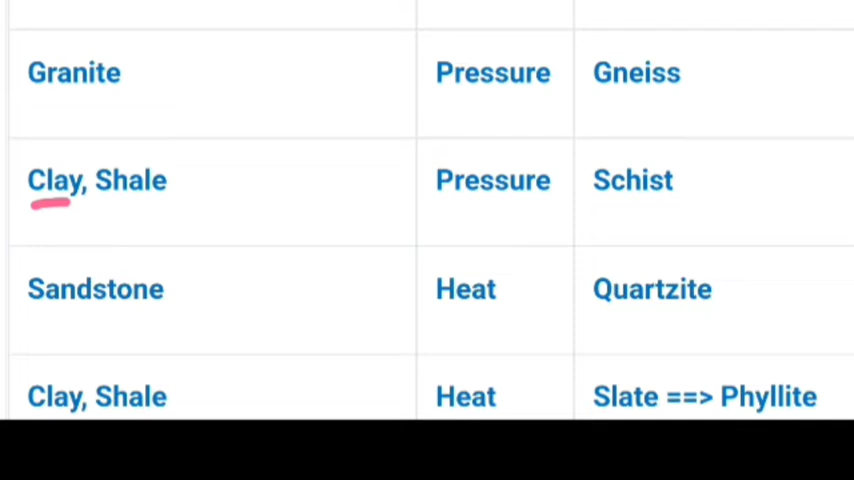 Granite Pressure Gneiss
Clay, Shale Pressure Schist
Sandstone Heat Quartzite
Clay, Shale Heat Slate ==> Phyllite